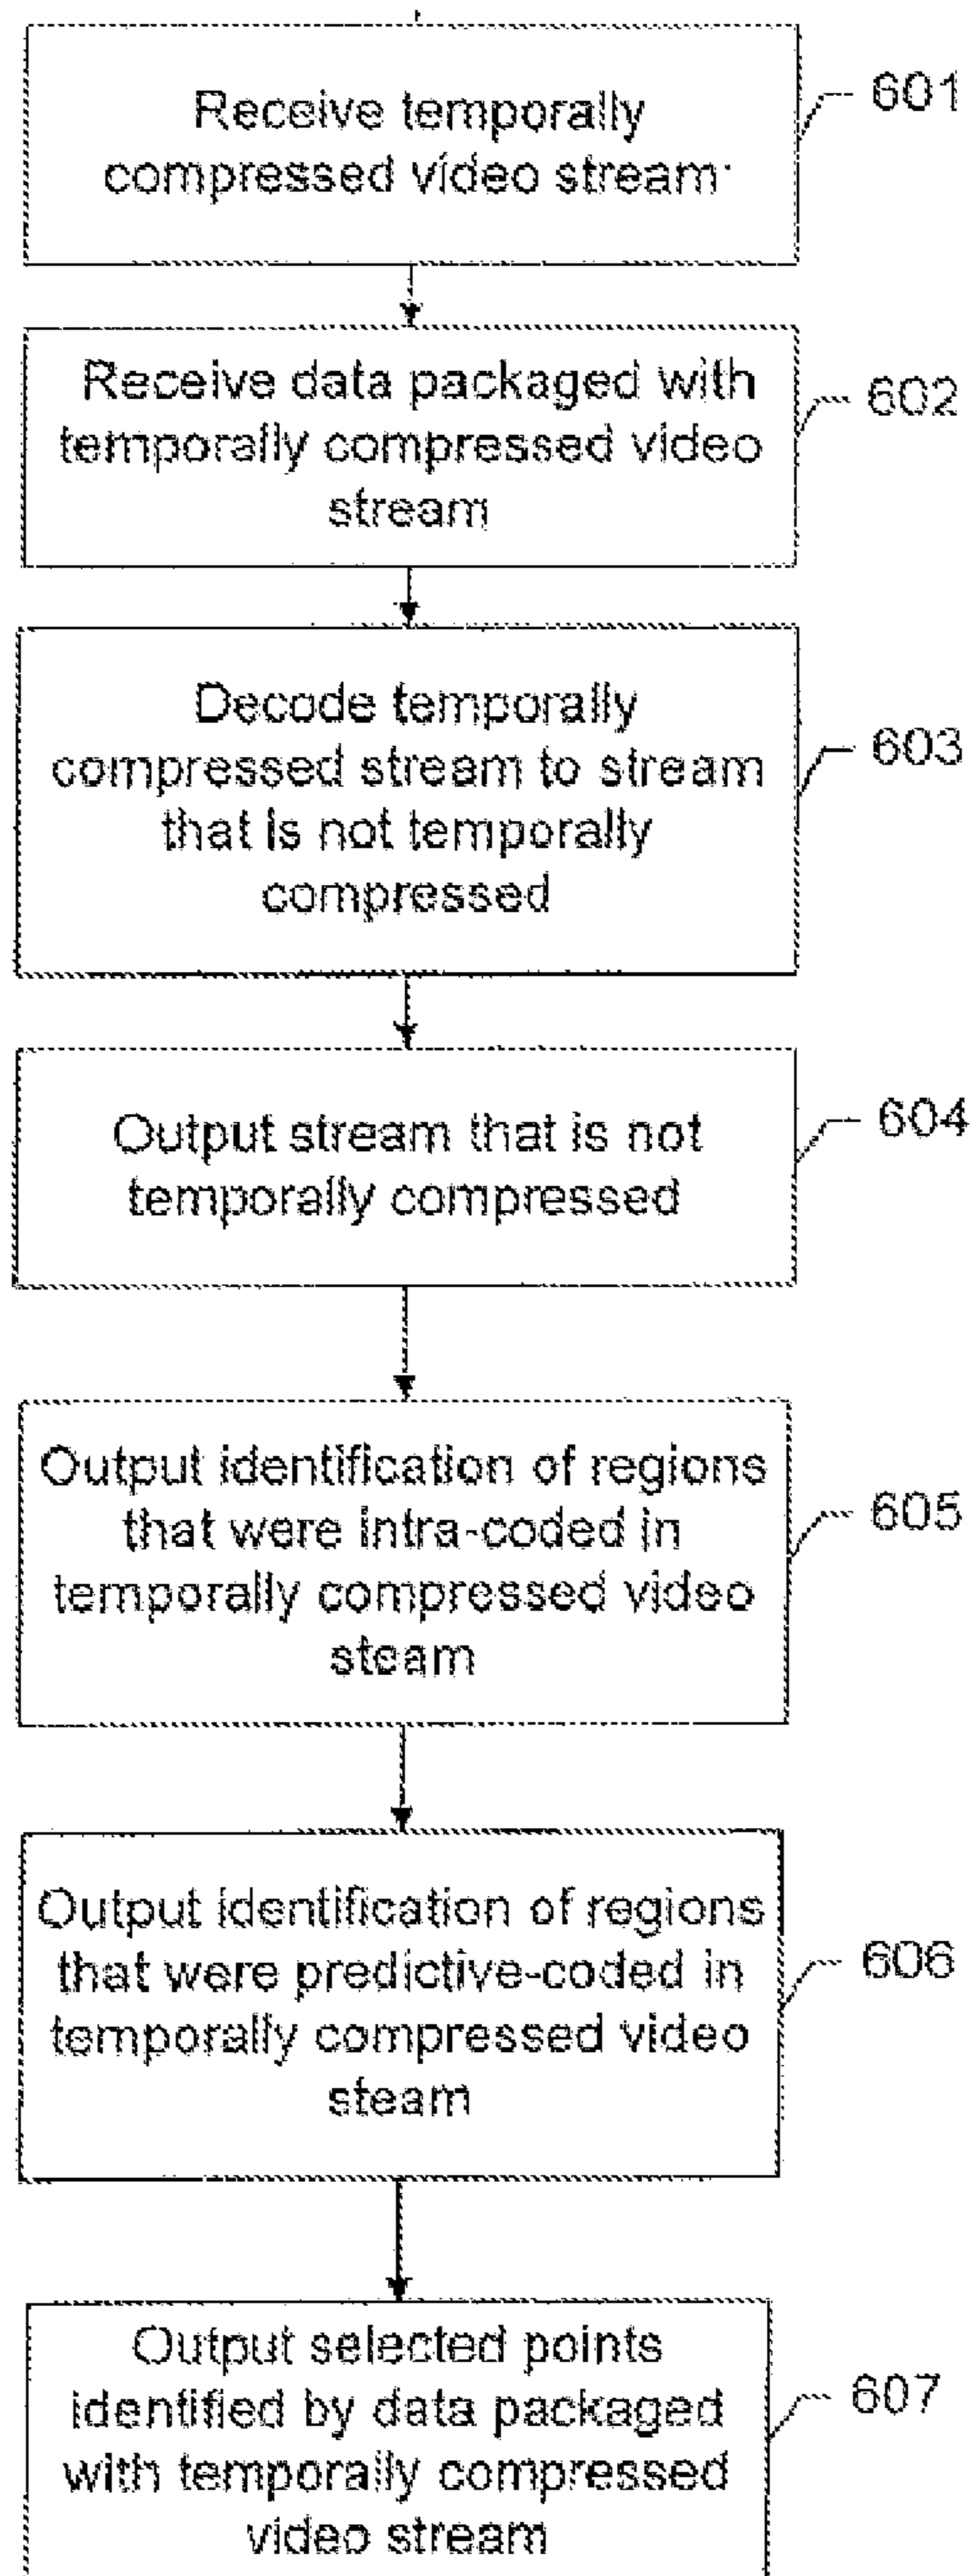 Receive temporally
compressed video stream
601
Receive data packaged with
temporally compressed video
stream
602
Decode temporally
compressed stream to stream
that is not temporally
compressed
603
Output stream that is not
temporally compressed
604
Output identification of regions
that were intra-coded in
temporally compressed video
steam
605
Output identification of regions
that were predictive-coded in
temporally compressed video
steam
606
Output selected points
identified by data packaged
with temporally compressed
video stream
607